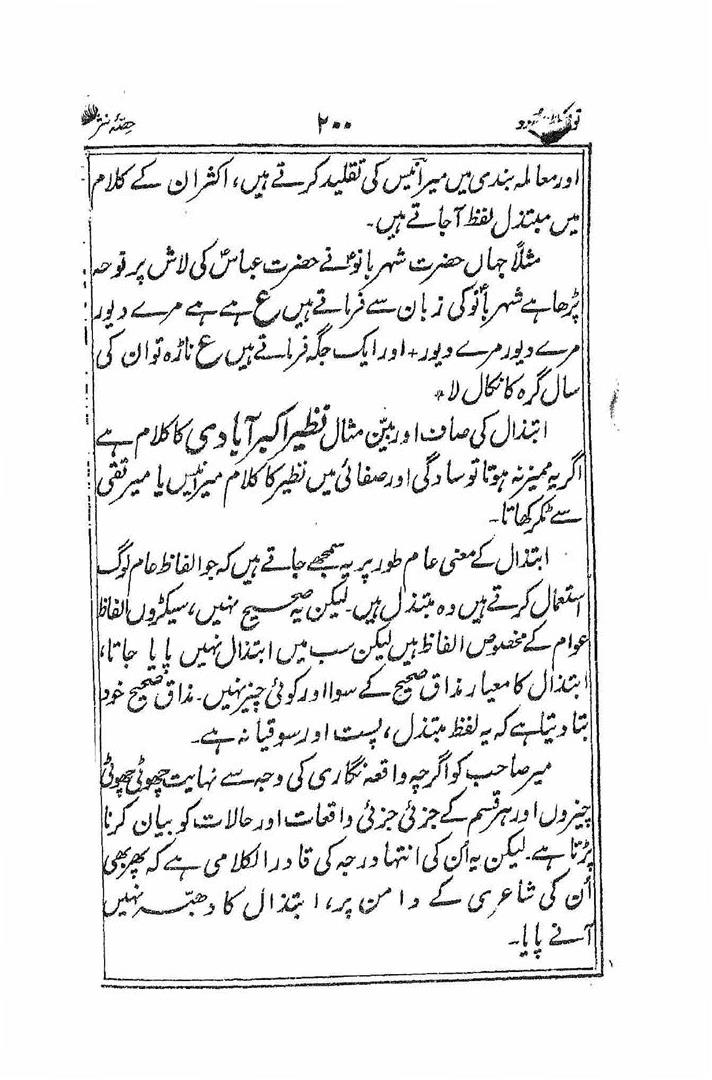 ۲۰۰ حصۂ نثر
اور معاملہ بندی میں میر انیس کی تقلید کرتے ہیں، اکثر ان کے کلام
میں مبتذل لفظ آجاتے ہیں۔
مثلاً جہاں حضرت شہر بانوؑ نے حضرت عباسؑ کی لاش پر نوحہ
پڑھا ہے شہر بانو کی زبان سے فرماتے ہیں ع ہے ہے مرے دیور
مرے دیور مرے دیور + اور ایک جگہ فرماتے ہیں ع ناڑہ تو ان کی
سال گرہ کا نکال لا *
ابتذال کی صاف اور بیّن مثال نظیر اکبر آبادی کا کلام ہے
اگر یہ ممیز نہ ہوتا تو سادگی اور صفائی میں نظیر کا کلام میر انیس یا میر تقی
سے ٹکر کھاتا۔
ابتذال کے معنی عام طور پر یہ سمجھے جاتے ہیں کہ جو الفاظ عام لوگ
استعمال کرتے ہیں وہ مبتذل ہیں۔ لیکن یہ صحیح نہیں، سیکڑوں الفاظ
عوام کے مخصوص الفاظ ہیں لیکن سب میں ابتذال نہیں پایا جاتا،
ابتذال کا معیار مذاق صحیح کے سوا اور کوئی چیز نہیں۔ مذاق صحیح خود
بتا دیتا ہے کہ یہ لفظ مبتذل، پست اور سوقیانہ ہے۔
میر صاحب کو اگرچہ واقعہ نگاری کی وجہ سے نہایت چھوٹی چھوٹی
چیزوں اور ہر قسم کے جزئی جزئی واقعات اور حالات کو بیان کرنا
پڑتا ہے۔ لیکن یہ اُن کی انتہا درجہ کی قادر الکلامی ہے کہ پھر بھی
اُن کی شاعری کے دامن پر، ابتذال کا دھبّہ نہیں
آنے پایا۔